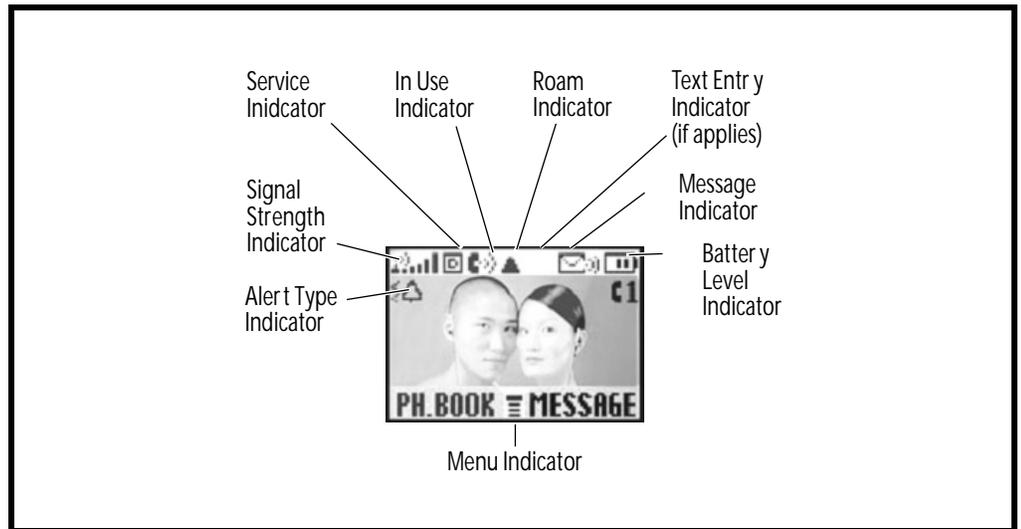 Service
Inidcator
In Use
Indicator
Roam
Indicator
Text Entr y
Indicator
(if applies)
Signal
Strength
Indicator
Message
Indicator
Batter y
Level
Indicator
Aler t Type
Indicator
1
PH.BOOK MESSAGE
Menu Indicator